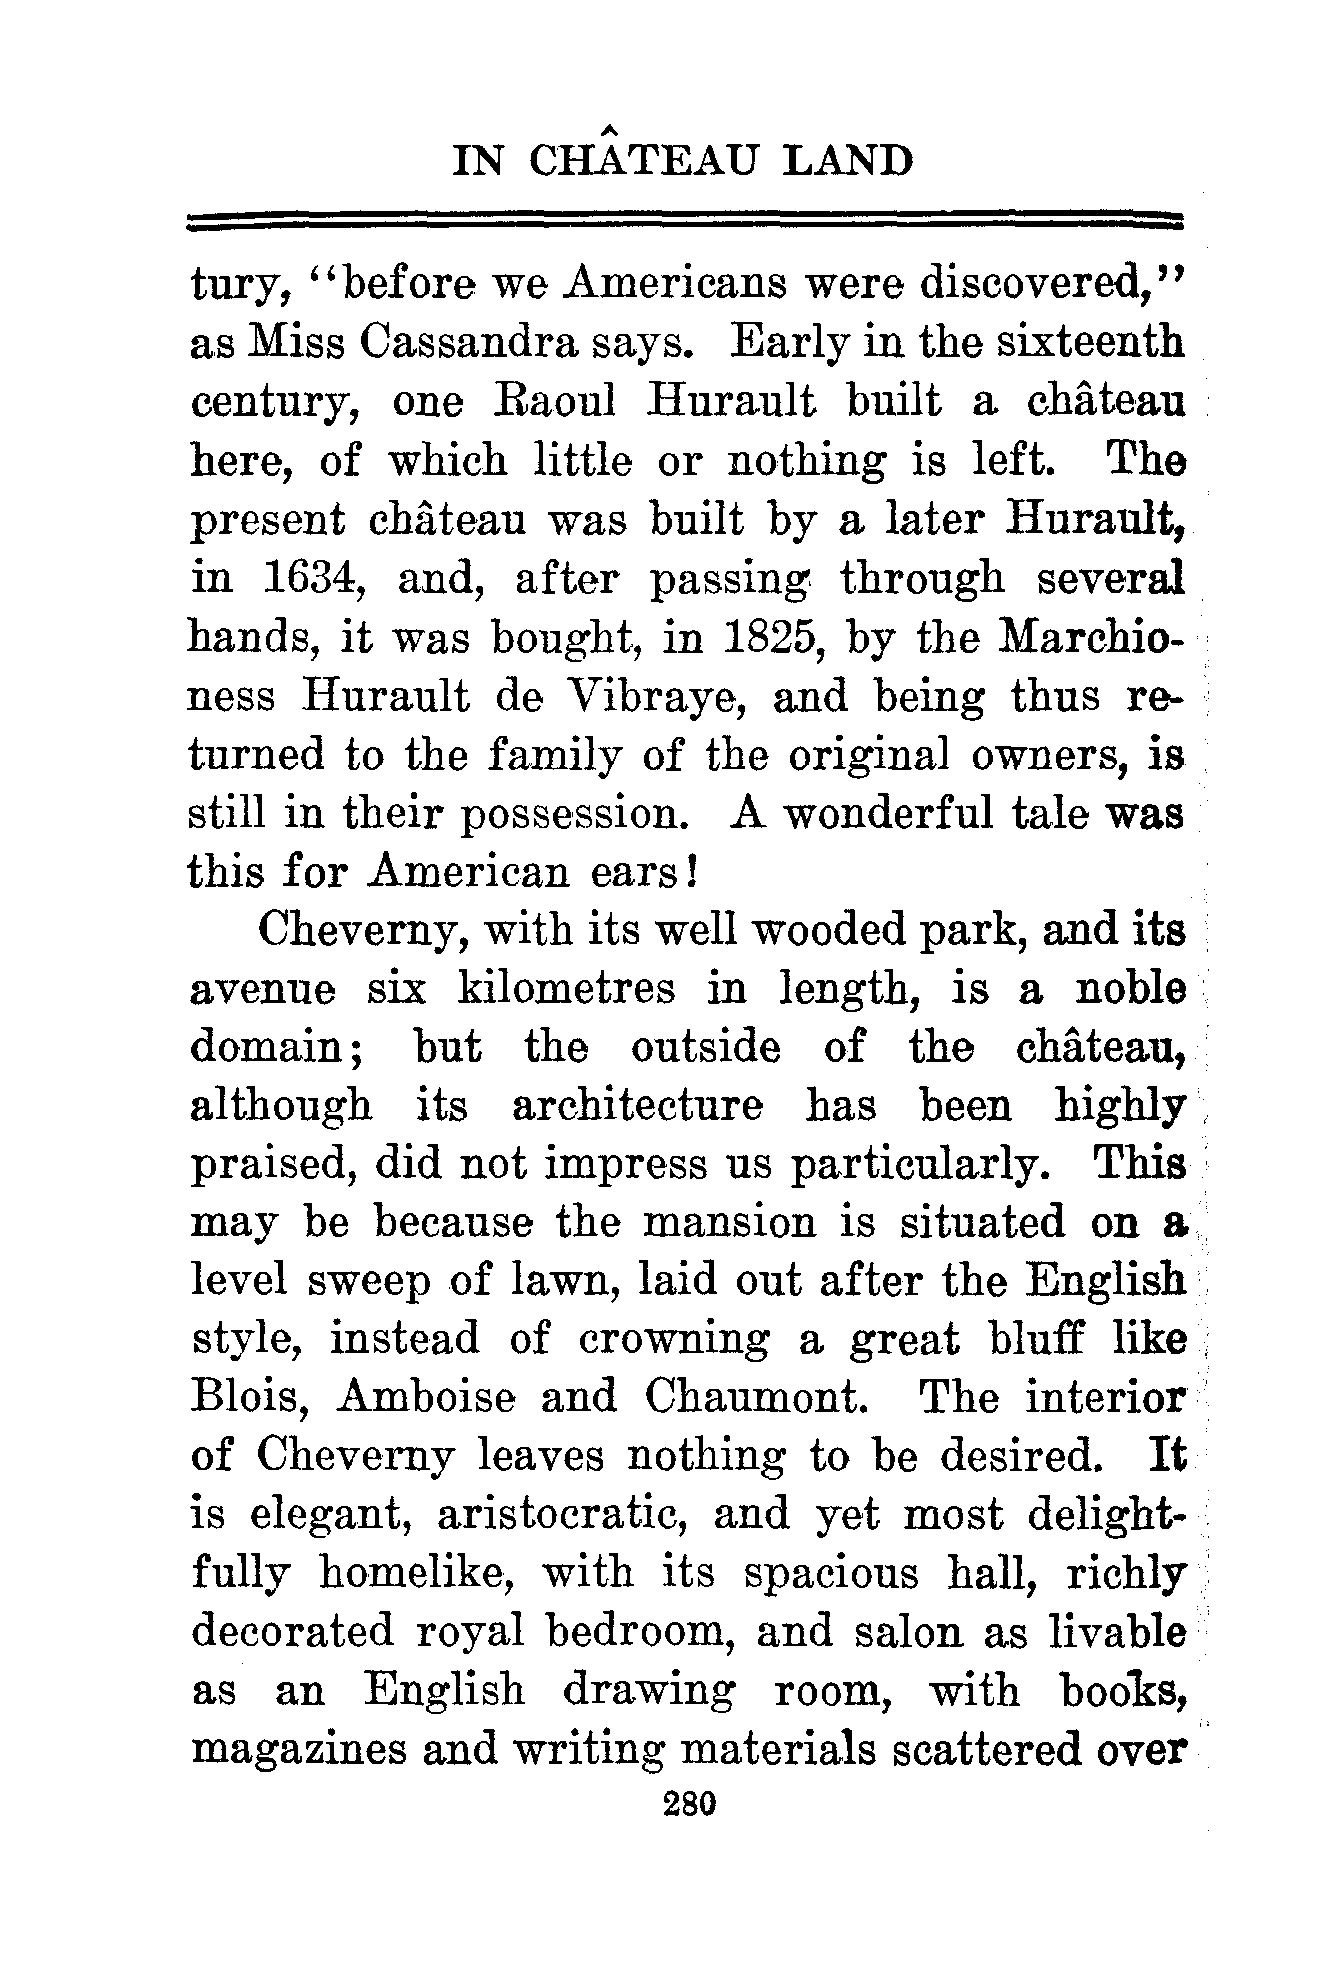 IN CHÂTEAU LAND
tury, "before we Americans were discovered,"
as Miss Cassandra says. Early in the sixteenth
century, one Raoul Hurault built a château
here, of which little or nothing is left. The
present château was built by a later Hurault,
in 1634, and, after passing through several
hands, it was bought, in 1825, by the Marchio-
ness Hurault de Vibraye, and being thus re-
turned to the family of the original owners, is
still in their possession. A wonderful tale was
this for American ears!
Cheverny, with its well wooded park, and its
avenue six kilometres in length, is a noble
domain; but the outside of the château,
although its architecture has been highly
praised, did not impress us particularly. This
may be because the mansion is situated on a
level sweep of lawn, laid out after the English
style, instead of crowning a great bluff like
Blois, Amboise and Chaumont. The interior
of Cheverny leaves nothing to be desired. It
is elegant, aristocratic, and yet most delight-
fully homelike, with its spacious hall, richly
decorated royal bedroom, and salon as livable
as an English drawing room, with books,
magazines and writing materials scattered over
280